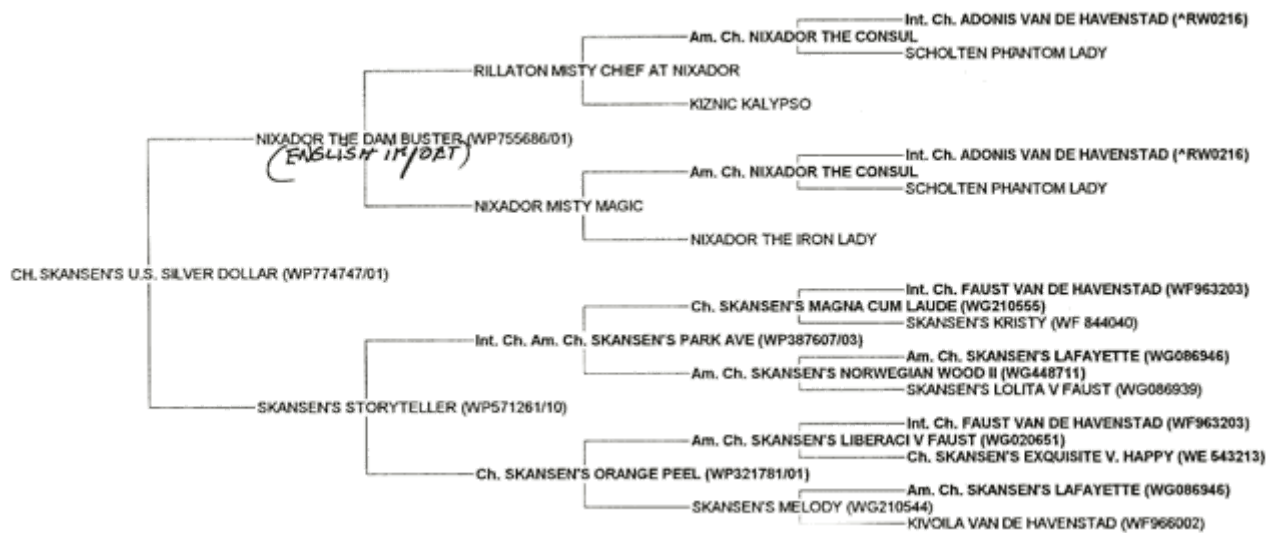 Int. Ch. ADONIS VAN DE HAVENSTAD (^RW0216)
Am. Ch. NIXADOR THE CONSUL
SCHOLTEN PHANTOM LADY
RILLATON MISTY CHIEF AT NIXADOR
KIZNIC KALYPSO
NIXADOR THE DAM BUSTER (WP755686/01)
(ENGLISH IMPORT)
Int. Ch. ADONIS VAN DE HAVENSTAD (^RW0216)
Am. Ch. NIXADOR THE CONSUL
SCHOLTEN PHANTOM LADY
NIXADOR MISTY MAGIC
NIXADOR THE IRON LADY
CH. SKANSEN'S U.S. SILVER DOLLAR (WP774747/01)
Int. Ch. FAUST VAN DE HAVENSTAD (WF963203)
Ch. SKANSEN'S MAGNA CUM LAUDE (WG210555)
SKANSEN'S KRISTY (WF 844040)
Int. Ch. Am. Ch. SKANSEN'S PARK AVE (WP387607/03)
Am. Ch. SKANSEN'S LAFAYETTE (WG086946)
Am. Ch. SKANSEN'S NORWEGIAN WOOD II (WG448711)
SKANSEN'S LOLITA V FAUST (WG086939)
SKANSEN'S STORYTELLER (WP571261/10)
Int. Ch. FAUST VAN DE HAVENSTAD (WF963203)
Am. Ch. SKANSEN'S LIBERACI V FAUST (WG020651)
Ch. SKANSEN'S EXQUISITE V. HAPPY (WE 543213)
Ch. SKANSEN'S ORANGE PEEL (WP321781/01)
Am. Ch. SKANSEN'S LAFAYETTE (WG086946)
SKANSEN'S MELODY (WG210544)
KIVOILA VAN DE HAVENSTAD (WF966002)